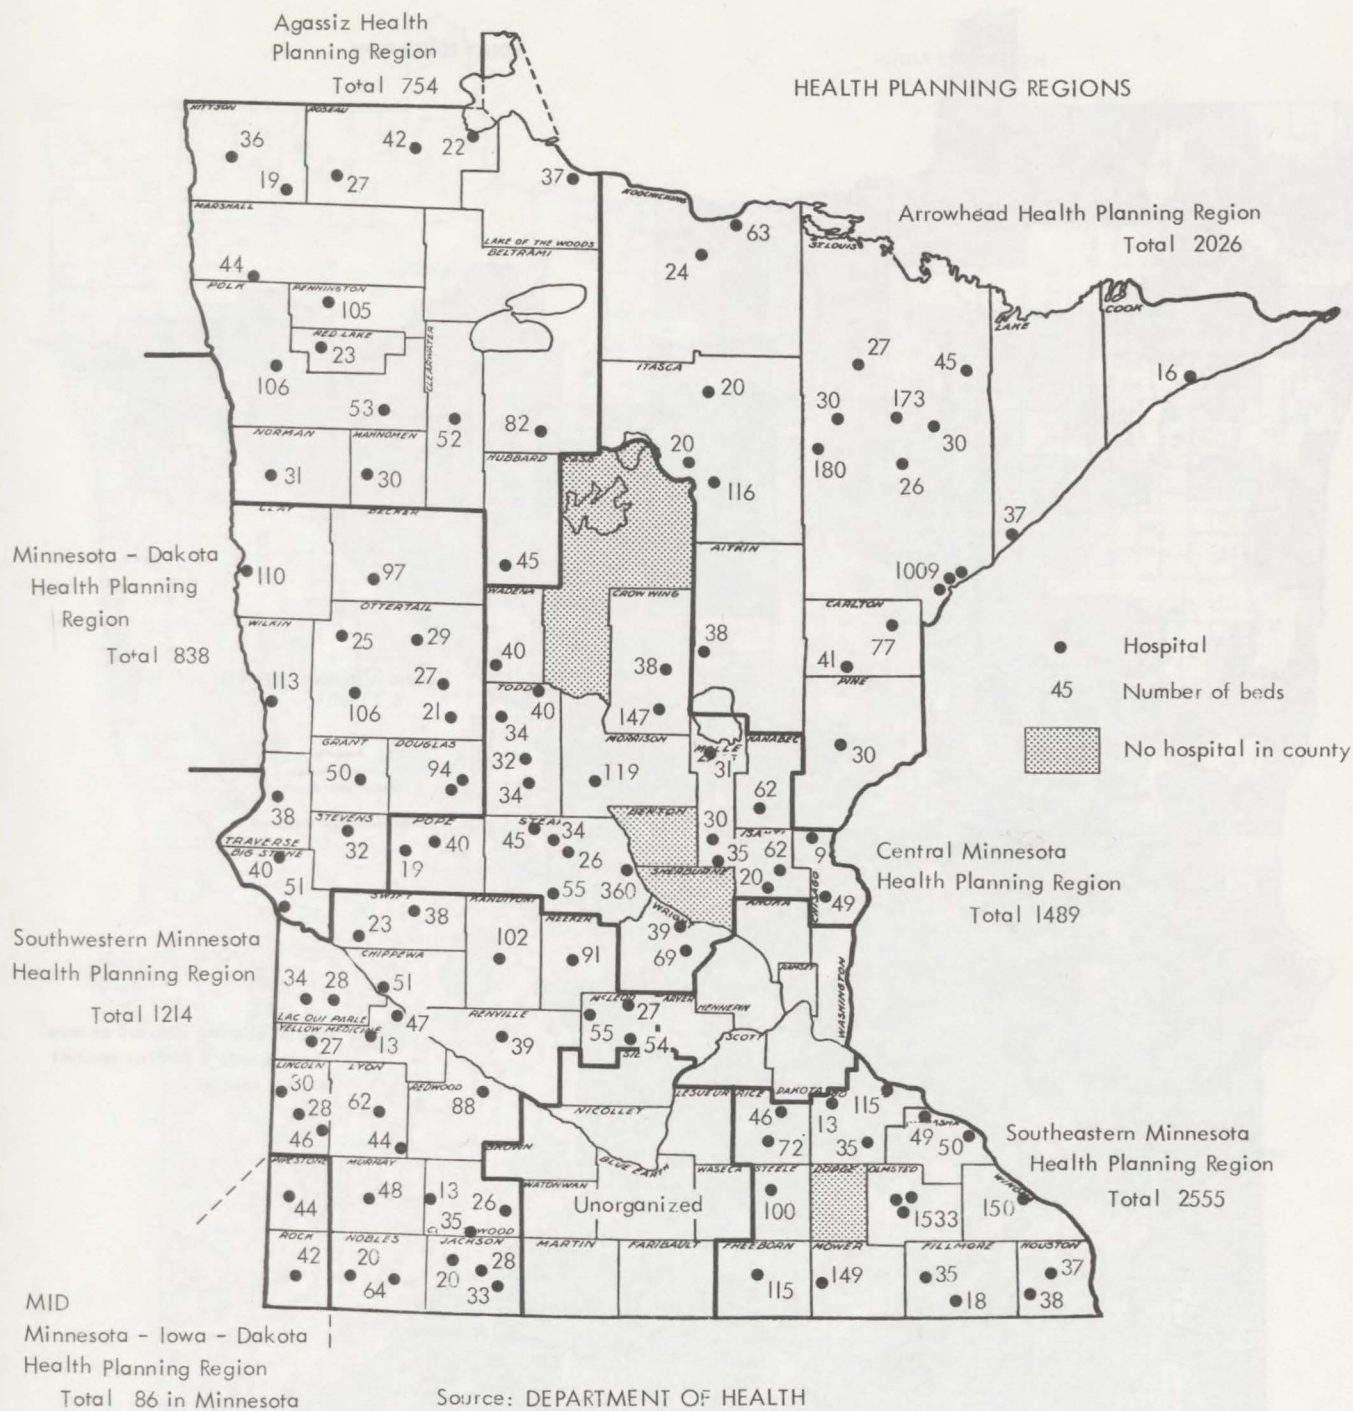 Agassiz Health
Planning Region
Total 754
HEALTH PLANNING REGIONS
KITTSON
ROSEAU
36
42
22
19
27
37
MARSHALL
LAKE OF THE WOODS
BELTRAMI
KOOCHICHING
63
24
Arrowhead Health Planning Region
Total 2026
ST LOUIS
LAKE
COOK
44
POLK
PENNINGTON
105
RED LAKE
23
CLEARWATER
106
53
52
82
ITASCA
20
27
45
16
30
173
30
180
26
20
116
37
NORMAN
MAHNOMEN
31
30
HUBBARD
CASS
45
CLAY
BECKER
Minnesota - Dakota
Health Planning
Region
Total 838
110
97
AITKIN
1009
WADENA
CROW WING
CARLTON
OTTERTAIL
WILKIN
25
29
40
38
38
77
41
Hospital
45 Number of beds
No hospital in county
113
27
106
21
TODD
40
34
147
PINE
30
GRANT
DOUGLAS
50
94
32
34
MORRISON
119
MILLE
31
KANABEC
62
38
TRAVERSE
STEVENS
32
POPE
40
19
45
34
26
55
360
BENTON
SHERBURNE
30
35
ISANTI
62
20
9
CHISAGO
49
Central Minnesota
Health Planning Region
Total 1489
BIG STONE
40
51
SWIFT
38
23
KANDIYOHI
102
MEEKER
91
WRIGHT
39
69
ANOKA
RAMSEY
WASHINGTON
Southwestern Minnesota
Health Planning Region
Total 1214
CHIPPEWA
51
34
28
LAC QUI PARLE
47
YELLOW MEDICINE
27
13
RENVILLE
39
MCLEOD
27
55
54
HENNEPIN
SCOTT
DAKOTA
LINCOLN
30
28
46
LYON
62
44
REDWOOD
88
NICOLLET
LESUEUR
RICE
46
72
13
115
35
49
50
Southeastern Minnesota
Health Planning Region
Total 2555
BROWN
BLUE EARTH
WASECA
STEELE
100
DODGE
OLMSTED
1533
150
PIPESTONE
44
MURRAY
48
13
26
35
WATONWAN
Unorganized
ROCK
42
NOBLES
20
64
JACKSON
20
28
33
MARTIN
FARIBAULT
FREEBORN
115
MOWER
149
FILLMORE
35
18
HOUSTON
37
38
MID
Minnesota - Iowa - Dakota
Health Planning Region
Total 86 in Minnesota
Source: DEPARTMENT OF HEALTH